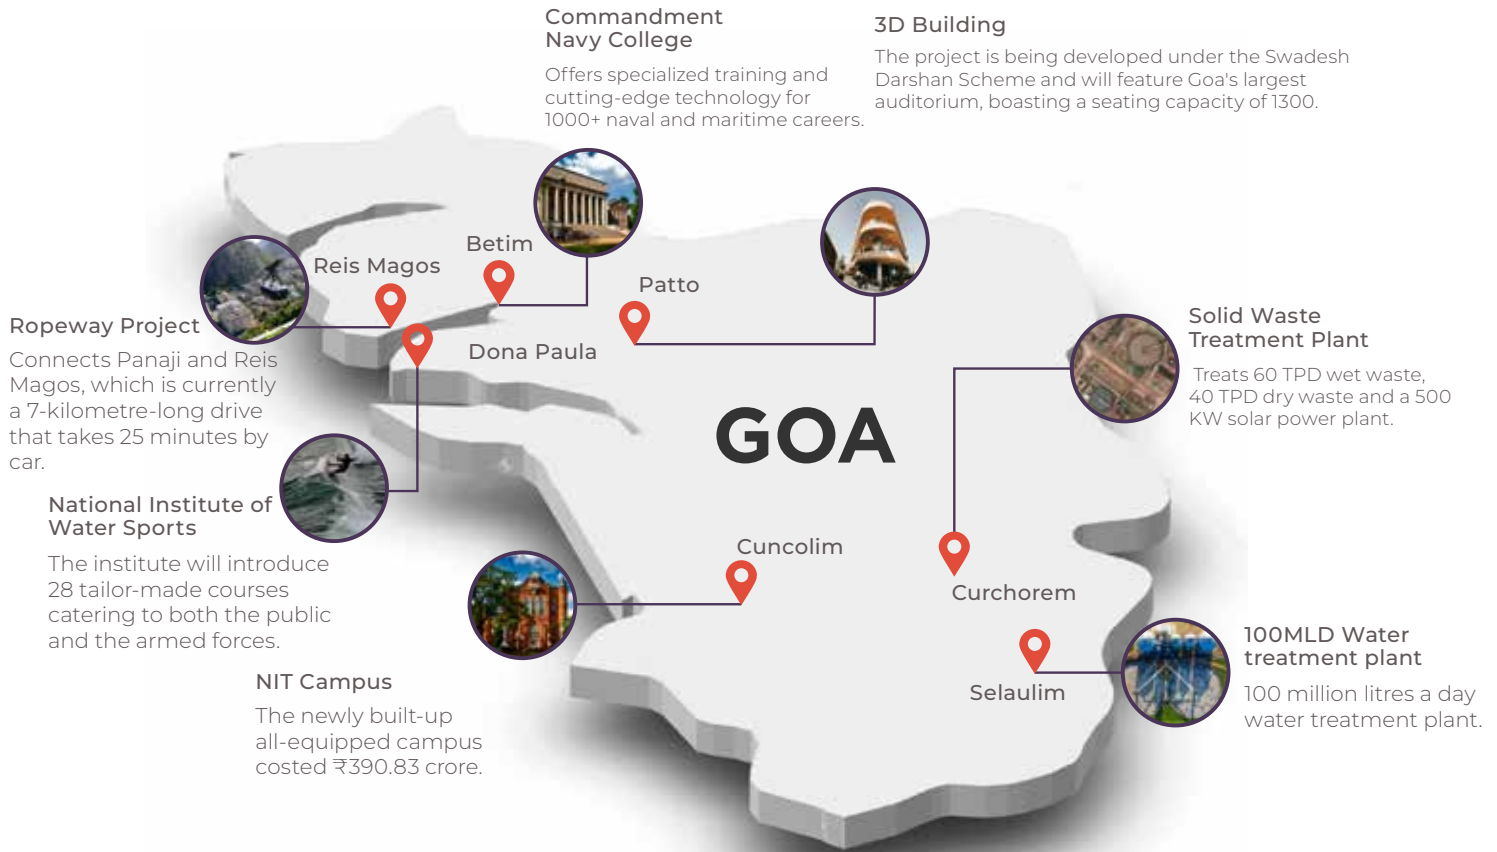 Commandment
Navy College
Offers specialized training and
cutting-edge technology for
1000+ naval and maritime careers.
3D Building
The project is being developed under the Swadesh
Darshan Scheme and will feature Goa's largest
auditorium, boasting a seating capacity of 1300.
Betim
Reis Magos
Patto
Dona Paula
Ropeway Project
Connects Panaji and Reis
Magos, which is currently
a 7-kilometre-long drive
that takes 25 minutes by
car.
Solid Waste
Treatment Plant
Treats 60 TPD wet waste,
40 TPD dry waste and a 500
KW solar power plant.
GOA
National Institute of
Water Sports
The institute will introduce
28 tailor-made courses
catering to both the public
and the armed forces.
Cuncolim
Curchorem
Selaulim
100MLD Water
treatment plant
100 million litres a day
water treatment plant.
NIT Campus
The newly built-up
all-equipped campus
costed ₹390.83 crore.